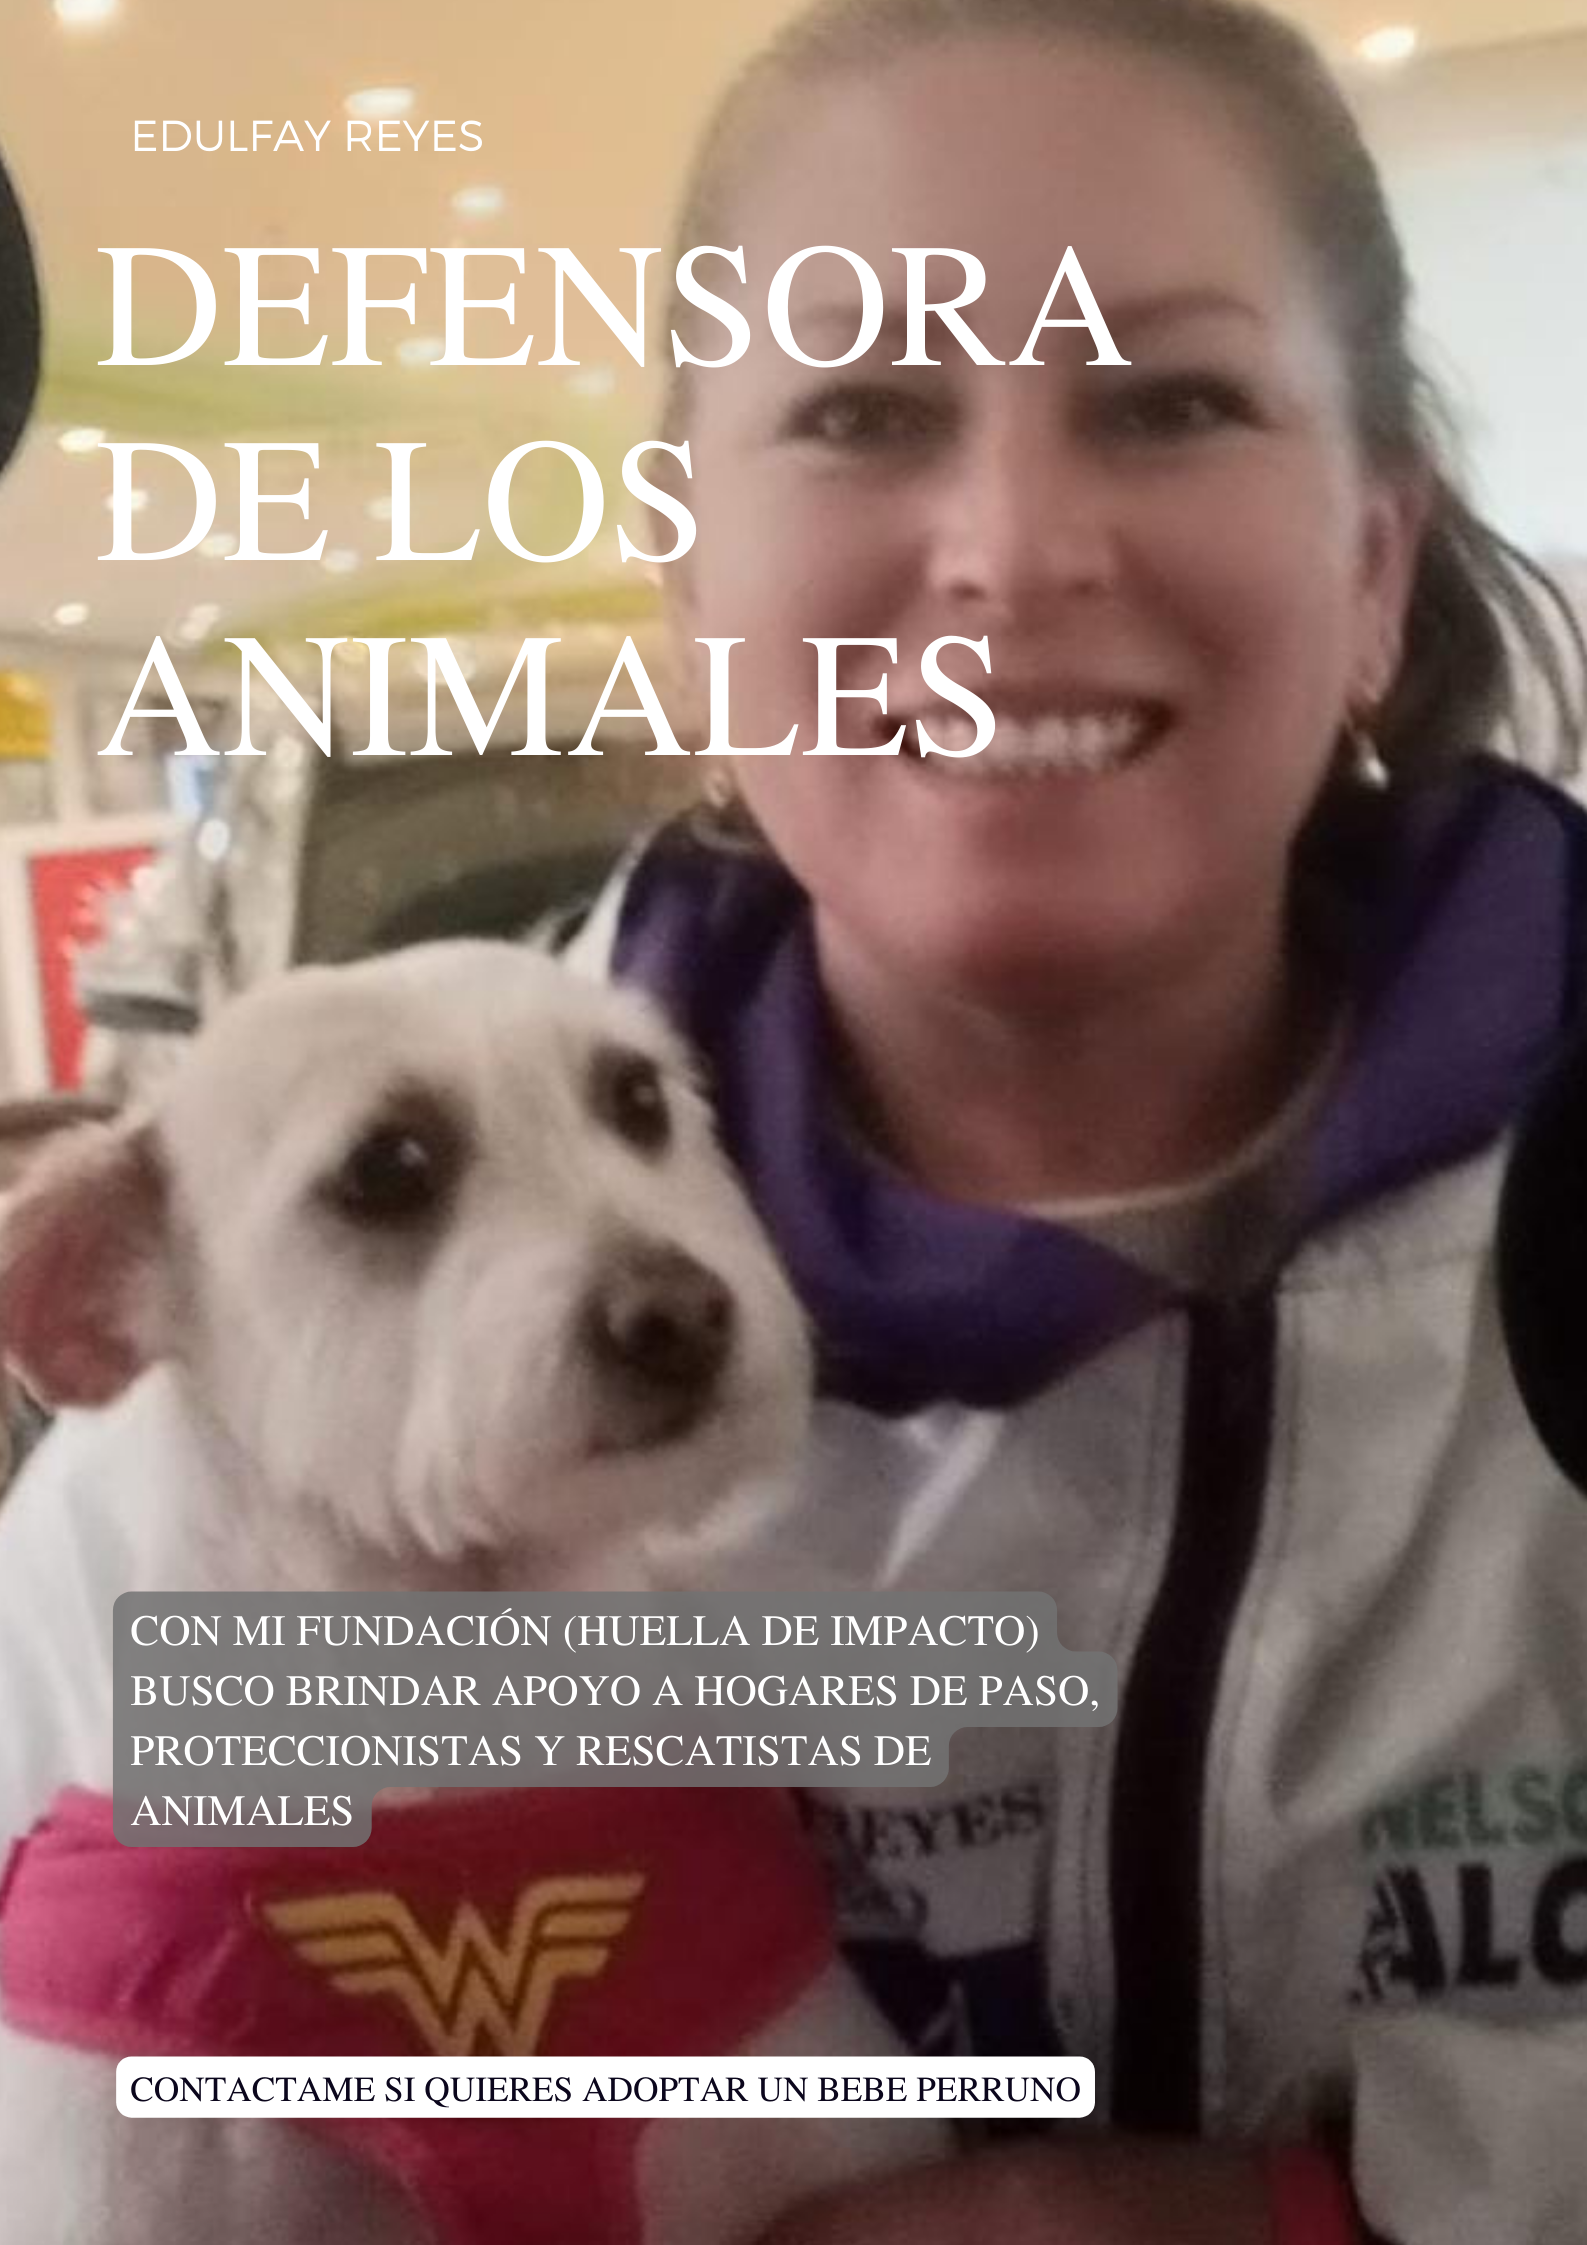 EDULFAY REYES
DEFENSORA
DE LOS
ANIMALES
CON MI FUNDACIÓN (HUELLA DE IMPACTO)
BUSCO BRINDAR APOYO A HOGARES DE PASO,
PROTECCIONISTAS Y RESCATISTAS DE
ANIMALES
REYES
NELSO
ALO
W
CONTACTAME SI QUIERES ADOPTAR UN BEBE PERRUNO